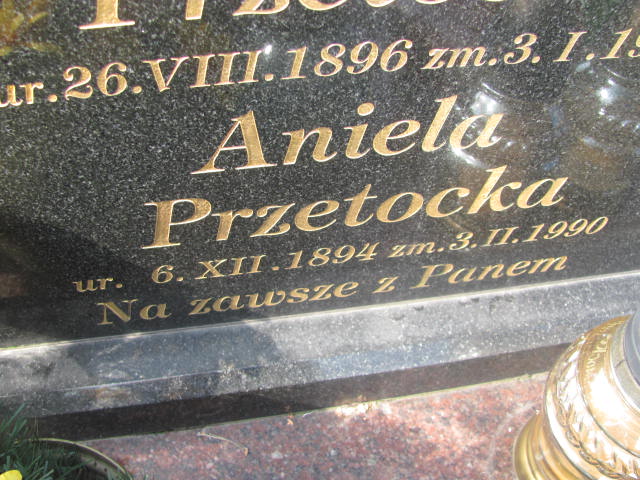 ur. 26. VIII. 1896 zm. 3. I.
Aniela
Przetocka
ur. 6. XII. 1894 zm. 3. II. 1990
Na zawsze z Panem